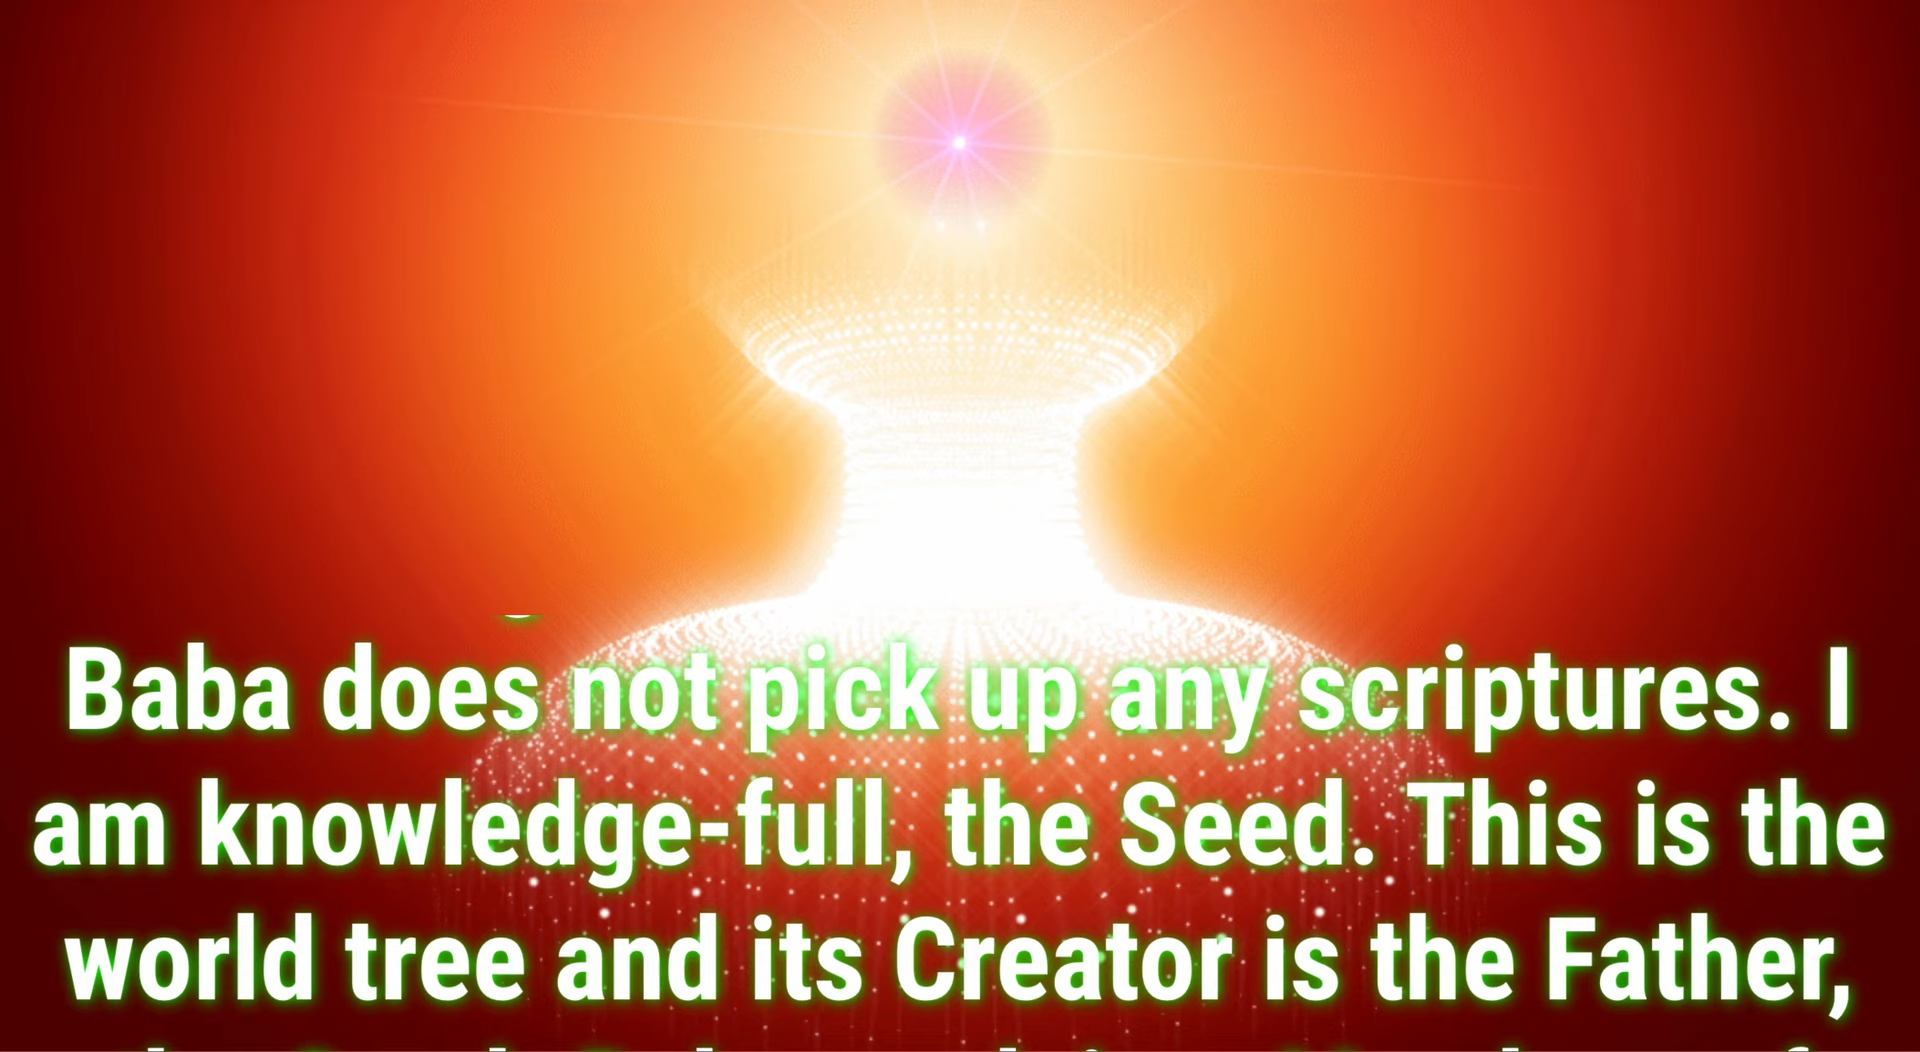 Baba does not pick up any scriptures. I
am knowledge-full, the Seed. This is the
world tree and its Creator is the Father,